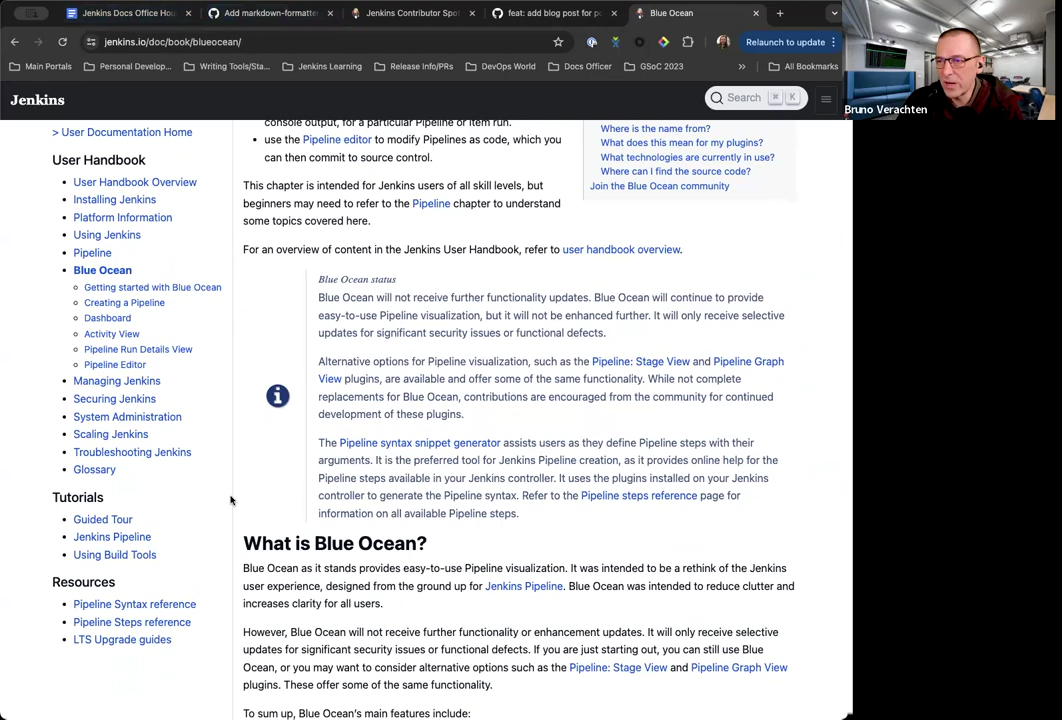 Jenkins Docs Office Hou
Add markdown-formatter
Jenkins Contributor Spot
feat: add blog post for po
Blue Ocean
jenkins.io/doc/book/blueocean/
Relaunch to update
Main Portals
Personal Develop...
Writing Tools/Sta...
Jenkins Learning
Release Info/PRs
DevOps World
Docs Officer
GSoC 2023
All Bookmarks
Jenkins
Search ⌘ K
Bruno Verachten
> User Documentation Home
User Handbook
User Handbook Overview
Installing Jenkins
Platform Information
Using Jenkins
Pipeline
Blue Ocean
Getting started with Blue Ocean
Creating a Pipeline
Dashboard
Activity View
Pipeline Run Details View
Pipeline Editor
Managing Jenkins
Securing Jenkins
System Administration
Scaling Jenkins
Troubleshooting Jenkins
Glossary
Tutorials
Guided Tour
Jenkins Pipeline
Using Build Tools
Resources
Pipeline Syntax reference
Pipeline Steps reference
LTS Upgrade guides
console output, for a particular Pipeline or item run.
use the Pipeline editor to modify Pipelines as code, which you
can then commit to source control.
This chapter is intended for Jenkins users of all skill levels, but
beginners may need to refer to the Pipeline chapter to understand
some topics covered here.
For an overview of content in the Jenkins User Handbook, refer to user handbook overview.
Where is the name from?
What does this mean for my plugins?
What technologies are currently in use?
Where can I find the source code?
Join the Blue Ocean community
Blue Ocean status
Blue Ocean will not receive further functionality updates. Blue Ocean will continue to provide
easy-to-use Pipeline visualization, but it will not be enhanced further. It will only receive selective
updates for significant security issues or functional defects.
Alternative options for Pipeline visualization, such as the Pipeline: Stage View and Pipeline Graph
View plugins, are available and offer some of the same functionality. While not complete
replacements for Blue Ocean, contributions are encouraged from the community for continued
development of these plugins.
The Pipeline syntax snippet generator assists users as they define Pipeline steps with their
arguments. It is the preferred tool for Jenkins Pipeline creation, as it provides online help for the
Pipeline steps available in your Jenkins controller. It uses the plugins installed on your Jenkins
controller to generate the Pipeline syntax. Refer to the Pipeline steps reference page for
information on all available Pipeline steps.
What is Blue Ocean?
Blue Ocean as it stands provides easy-to-use Pipeline visualization. It was intended to be a rethink of the Jenkins
user experience, designed from the ground up for Jenkins Pipeline. Blue Ocean was intended to reduce clutter and
increases clarity for all users.
However, Blue Ocean will not receive further functionality or enhancement updates. It will only receive selective
updates for significant security issues or functional defects. If you are just starting out, you can still use Blue
Ocean, or you may want to consider alternative options such as the Pipeline: Stage View and Pipeline Graph View
plugins. These offer some of the same functionality.
To sum up, Blue Ocean's main features include: